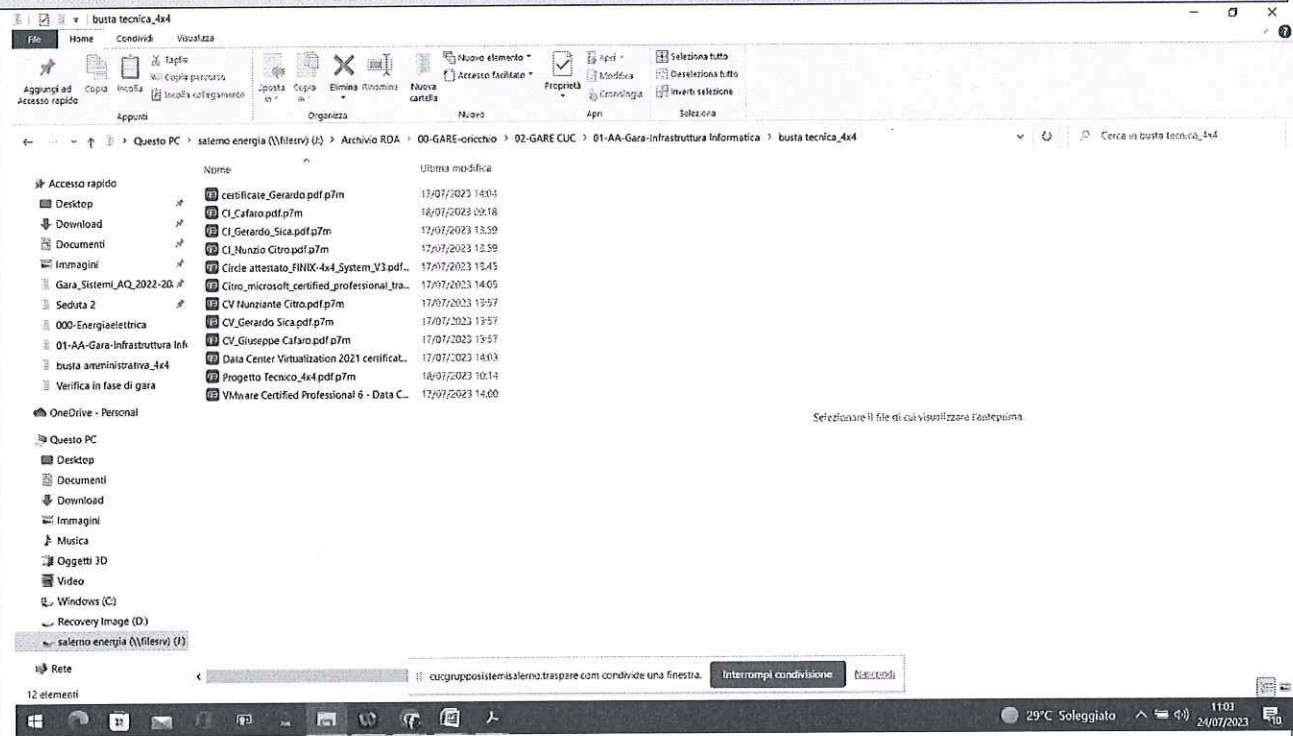 busta tecnica_4x4
File Home Condividi Visualizza
Aggiungi ad Accesso rapido
Copia
Incolla
Taglia
Copia percorso
Incolla collegamento
Appunti
Sposta in
Copia in
Elimina
Rinomina
Organizza
Nuova cartella
Nuovo elemento
Accesso facilitato
Nuovo
Proprietà
Apri
Modifica
Cronologia
Apri
Seleziona tutto
Deseleziona tutto
Inverti selezione
Seleziona
Questo PC > salerno energia (\\filesrv) (J:) > Archivio RDA > 00-GARE-oricchio > 02-GARE CUC > 01-AA-Gara-Infrastruttura Informatica > busta tecnica_4x4
Cerca in busta tecnica_4x4
Accesso rapido
Desktop
Download
Documenti
Immagini
Gara_Sistemi_AQ_2022-20
Seduta 2
000-Energiaelettrica
01-AA-Gara-Infrastruttura Infe
busta amministrativa_4x4
Verifica in fase di gara
OneDrive - Personal
Questo PC
Desktop
Documenti
Download
Immagini
Musica
Oggetti 3D
Video
Windows (C:)
Recovery Image (D:)
salerno energia (\\filesrv) (J:)
Rete
12 elementi
Nome Ultima modifica
certificate_Gerardo.pdf.p7m 17/07/2023 14:04
CI_Cafaro.pdf.p7m 18/07/2023 09:18
CI_Gerardo_Sica.pdf.p7m 17/07/2023 13:59
CI_Nunzio Citro.pdf.p7m 17/07/2023 13:59
Circle attestato_FINIX-4x4_System_V3.pdf... 17/07/2023 13:45
Citro_microsoft_certified_professional_tra... 17/07/2023 14:05
CV Nunziante Citro.pdf.p7m 17/07/2023 13:57
CV_Gerardo Sica.pdf.p7m 17/07/2023 13:57
CV_Giuseppe Cafaro.pdf.p7m 17/07/2023 13:57
Data Center Virtualization 2021 certificat... 17/07/2023 14:03
Progetto Tecnico_4x4.pdf.p7m 18/07/2023 10:14
VMware Certified Professional 6 - Data C... 17/07/2023 14:00
Selezionare il file di cui visualizzare l'anteprima.
cucgrupposistemisalerno.traspare.com condivide una finestra. Interrompi condivisione Nascondi
29°C Soleggiato
11:03
24/07/2023